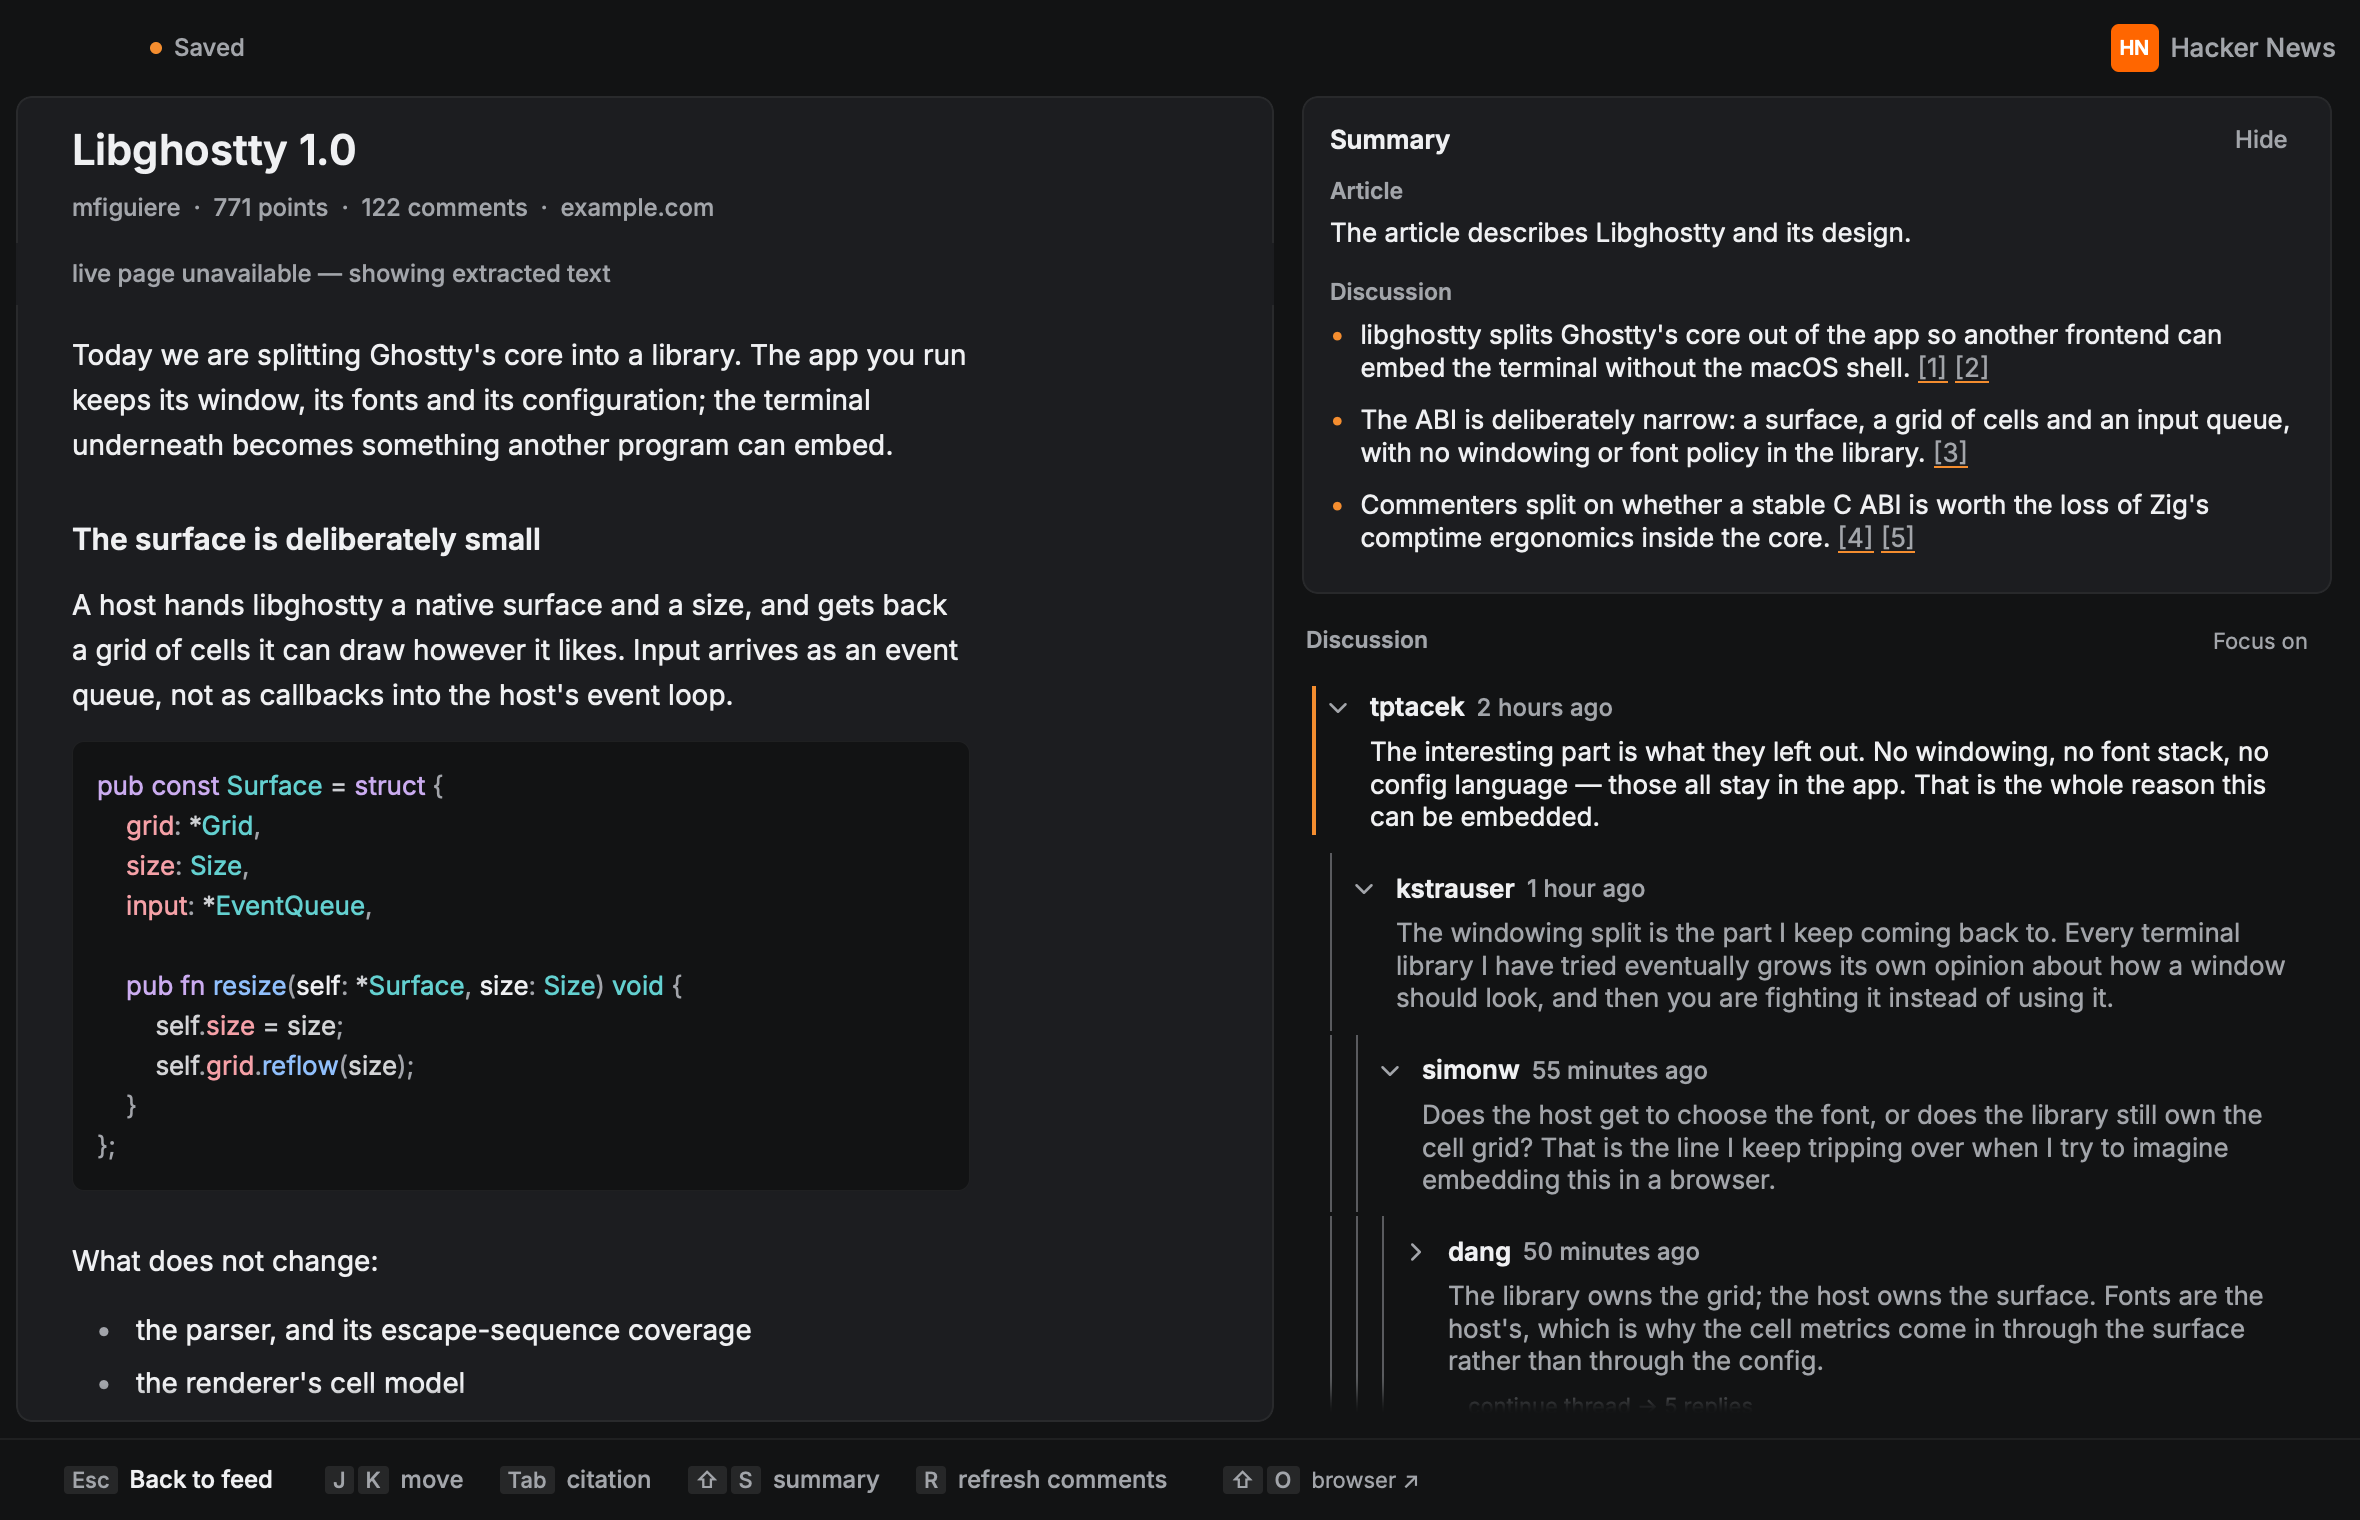 Saved
HN Hacker News
Libghostty 1.0
mfiguiere · 771 points · 122 comments · example.com
live page unavailable — showing extracted text
Today we are splitting Ghostty's core into a library. The app you run
keeps its window, its fonts and its configuration; the terminal
underneath becomes something another program can embed.
The surface is deliberately small
A host hands libghostty a native surface and a size, and gets back
a grid of cells it can draw however it likes. Input arrives as an event
queue, not as callbacks into the host's event loop.
pub const Surface = struct {
    grid: *Grid,
    size: Size,
    input: *EventQueue,

    pub fn resize(self: *Surface, size: Size) void {
        self.size = size;
        self.grid.reflow(size);
    }
};
What does not change:
• the parser, and its escape-sequence coverage
• the renderer's cell model
Summary
Hide
Article
The article describes Libghostty and its design.
Discussion
• libghostty splits Ghostty's core out of the app so another frontend can
embed the terminal without the macOS shell. [1] [2]
• The ABI is deliberately narrow: a surface, a grid of cells and an input queue,
with no windowing or font policy in the library. [3]
• Commenters split on whether a stable C ABI is worth the loss of Zig's
comptime ergonomics inside the core. [4] [5]
Discussion
Focus on
tptacek 2 hours ago
The interesting part is what they left out. No windowing, no font stack, no
config language — those all stay in the app. That is the whole reason this
can be embedded.
kstrauser 1 hour ago
The windowing split is the part I keep coming back to. Every terminal
library I have tried eventually grows its own opinion about how a window
should look, and then you are fighting it instead of using it.
simonw 55 minutes ago
Does the host get to choose the font, or does the library still own the
cell grid? That is the line I keep tripping over when I try to imagine
embedding this in a browser.
dang 50 minutes ago
The library owns the grid; the host owns the surface. Fonts are the
host's, which is why the cell metrics come in through the surface
rather than through the config.
continue thread → 5 replies
Esc Back to feed J K move Tab citation ⇧ S summary R refresh comments ⇧ O browser ↗